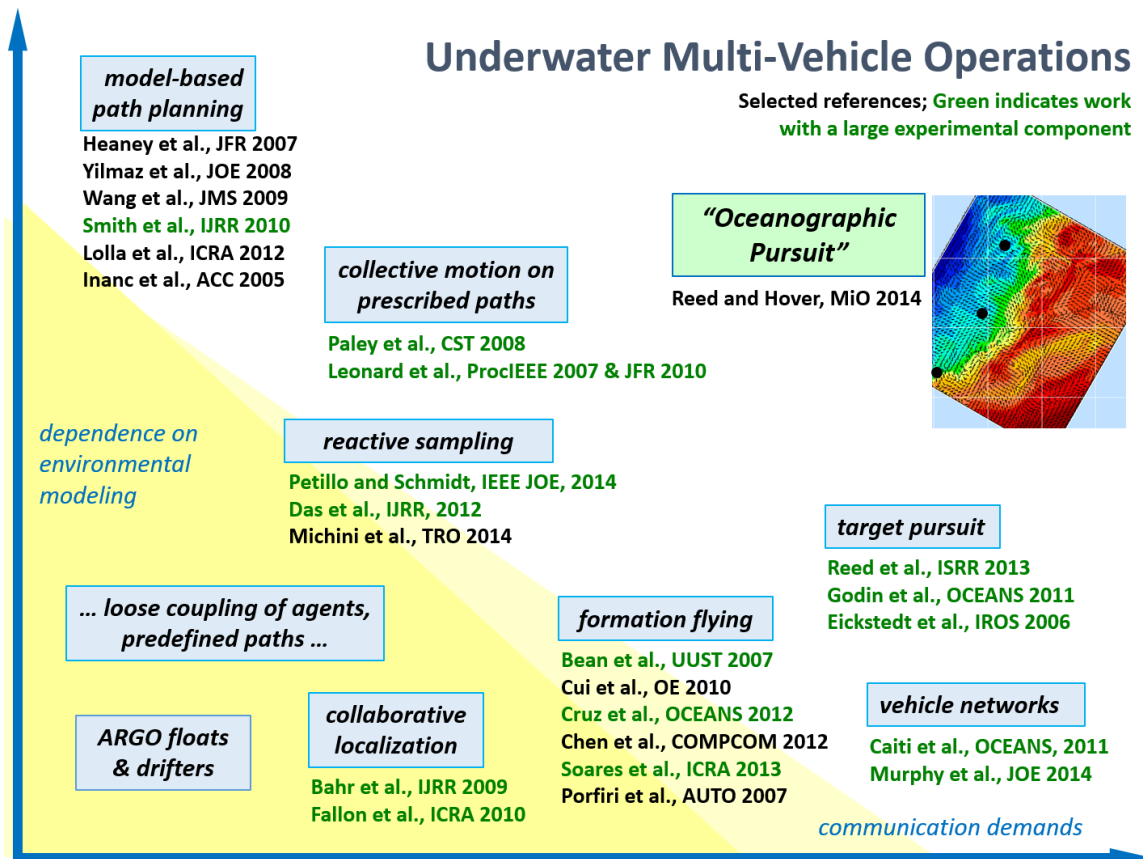 Underwater Multi-Vehicle Operations
Selected references; Green indicates work
with a large experimental component
model-based
path planning
Heaney et al., JFR 2007
Yilmaz et al., JOE 2008
Wang et al., JMS 2009
Smith et al., IJRR 2010
Lolla et al., ICRA 2012
Inanc et al., ACC 2005
collective motion on
prescribed paths
Paley et al., CST 2008
Leonard et al., ProcIEEE 2007 & JFR 2010
“Oceanographic
Pursuit”
Reed and Hover, MiO 2014
dependence on
environmental
modeling
reactive sampling
Petillo and Schmidt, IEEE JOE, 2014
Das et al., IJRR, 2012
Michini et al., TRO 2014
target pursuit
Reed et al., ISRR 2013
Godin et al., OCEANS 2011
Eickstedt et al., IROS 2006
... loose coupling of agents,
predefined paths ...
formation flying
Bean et al., UUST 2007
Cui et al., OE 2010
Cruz et al., OCEANS 2012
Chen et al., COMPCOM 2012
Soares et al., ICRA 2013
Porfiri et al., AUTO 2007
ARGO floats
& drifters
collaborative
localization
Bahr et al., IJRR 2009
Fallon et al., ICRA 2010
vehicle networks
Caiti et al., OCEANS, 2011
Murphy et al., JOE 2014
communication demands